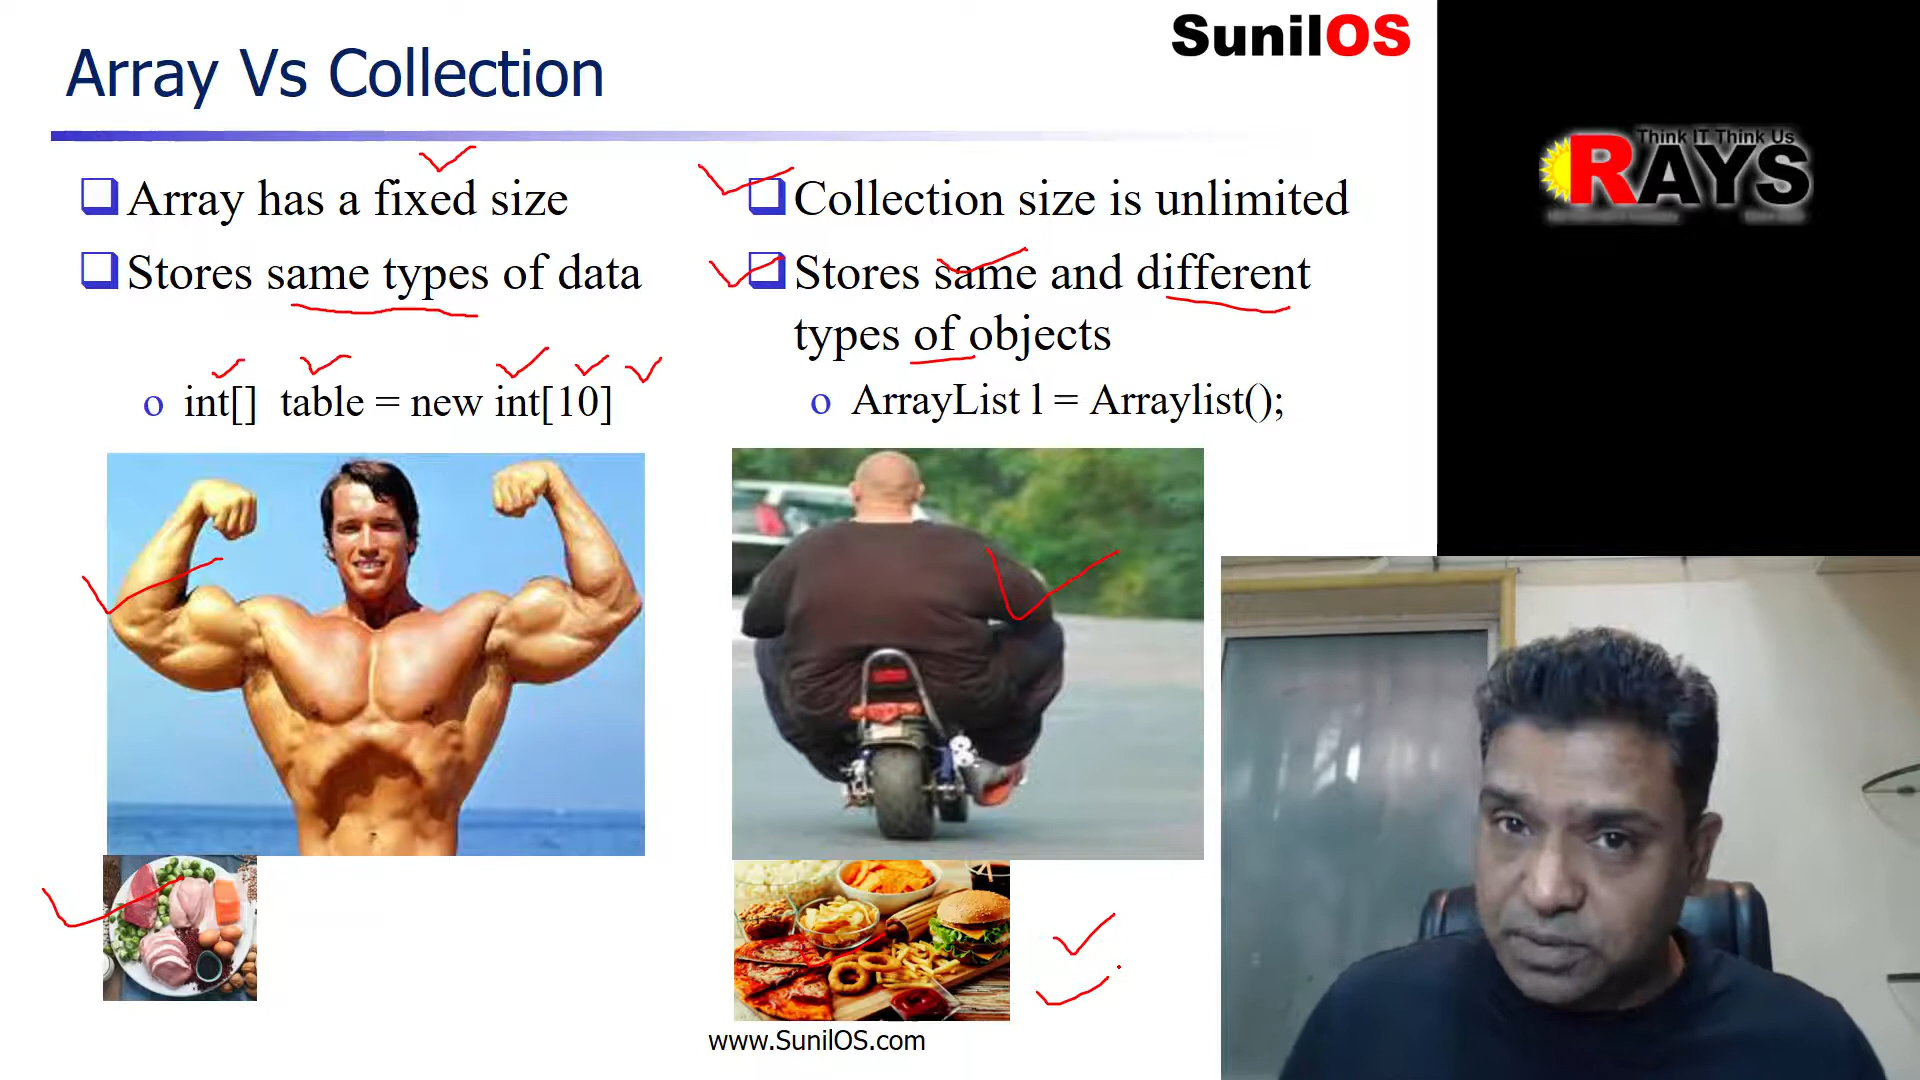 Array Vs Collection
SunilOS
Array has a fixed size
Stores same types of data
o int[] table = new int[10]
Collection size is unlimited
Stores same and different
types of objects
o ArrayList l = Arraylist();
www.SunilOS.com
Think IT Think Us
RAYS